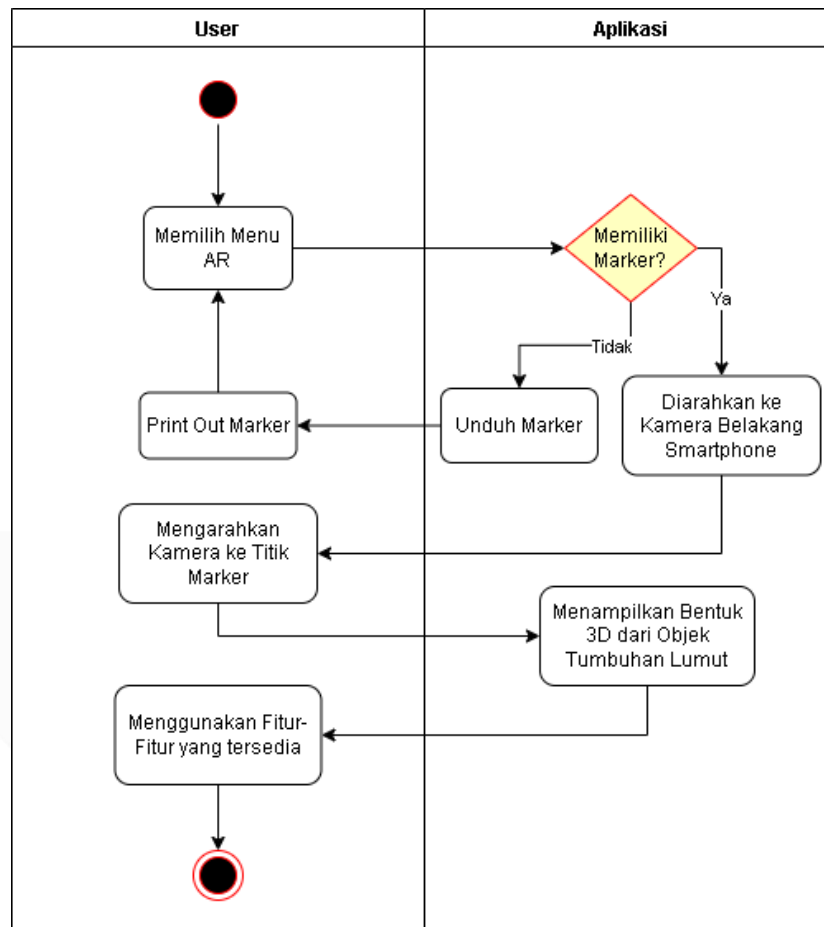 User
Aplikasi
Memilih Menu
AR
Memiliki
Marker?
Ya
Tidak
Print Out Marker
Unduh Marker
Diarahkan ke
Kamera Belakang
Smartphone
Mengarahkan
Kamera ke Titik
Marker
Menampilkan Bentuk
3D dari Objek
Tumbuhan Lumut
Menggunakan Fitur-
Fitur yang tersedia